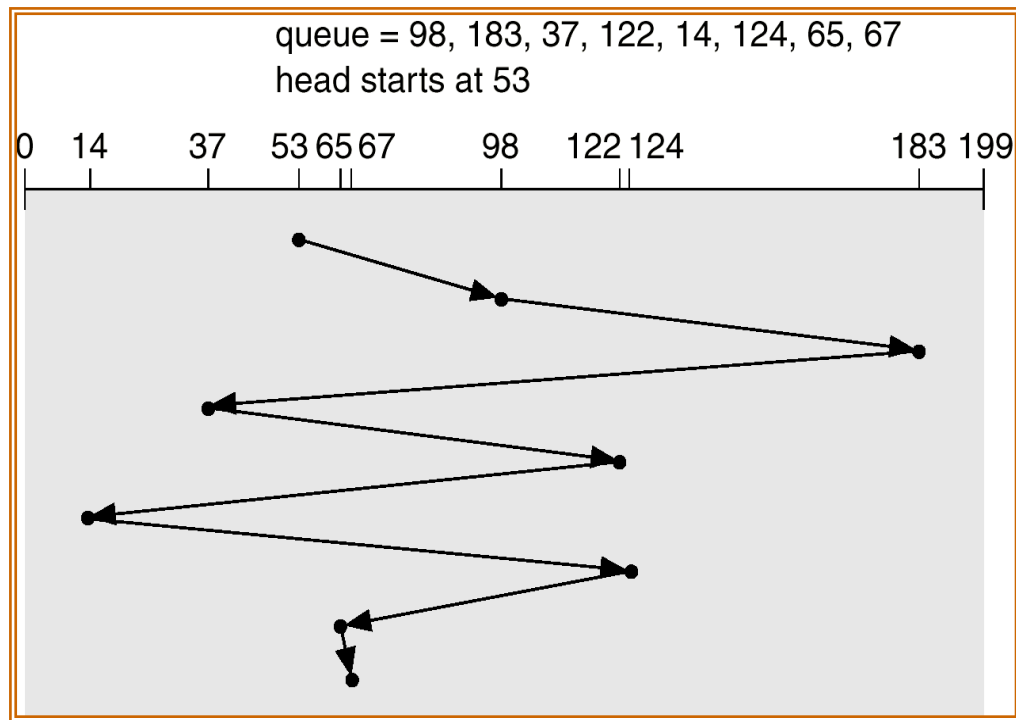 queue = 98, 183, 37, 122, 14, 124, 65, 67
head starts at 53
0 14 37 53 65 67 98 122 124 183 199